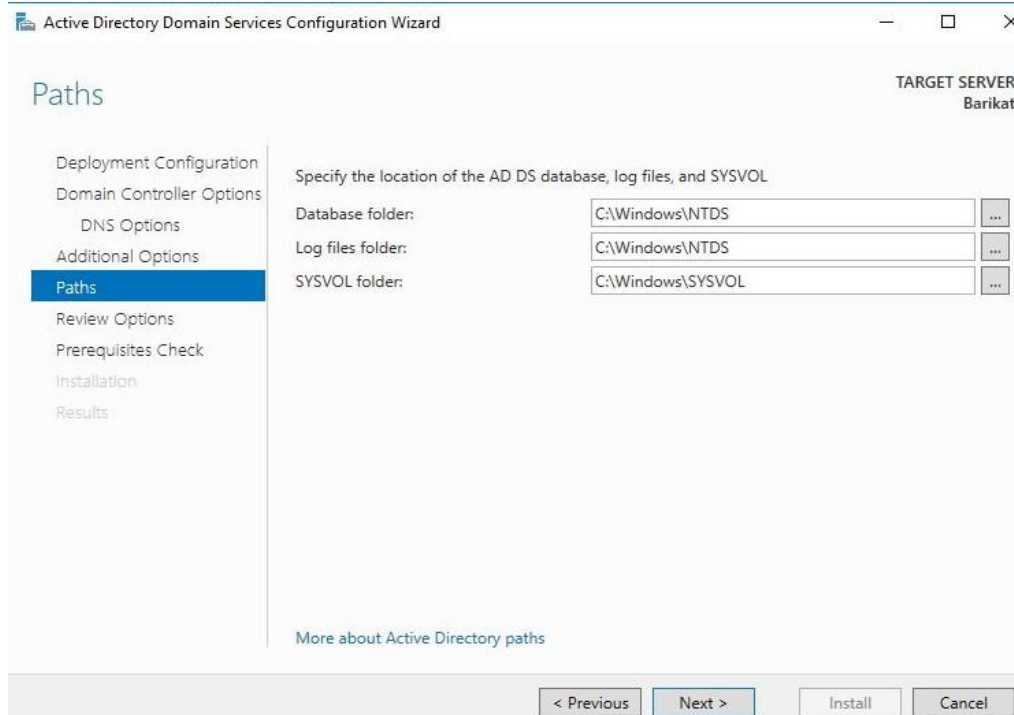 Active Directory Domain Services Configuration Wizard
Paths
TARGET SERVER
Barikat
Deployment Configuration
Domain Controller Options
DNS Options
Additional Options
Paths
Review Options
Prerequisites Check
Installation
Results
Specify the location of the AD DS database, log files, and SYSVOL
Database folder: C:\Windows\NTDS ...
Log files folder: C:\Windows\NTDS ...
SYSVOL folder: C:\Windows\SYSVOL ...
More about Active Directory paths
< Previous Next > Install Cancel